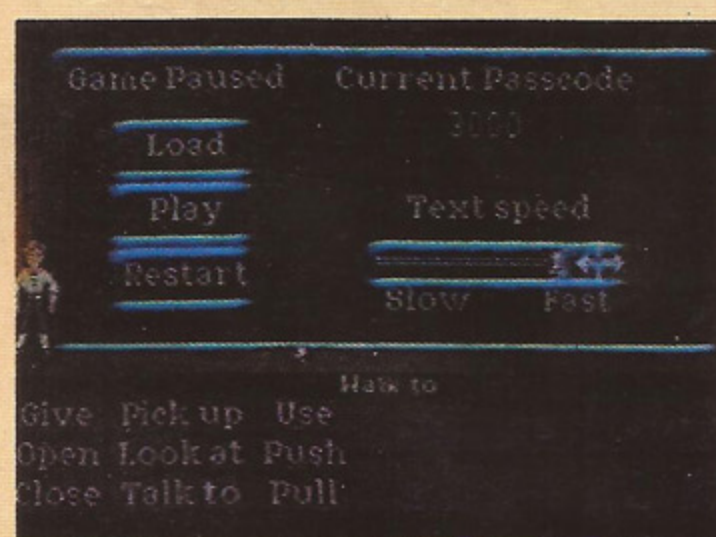 Game Paused
Current Passcode
Load
Play
Text speed
Restart
Slow Fast
Walk to
Give Pick up Use
Open Look at Push
Close Talk to Pull